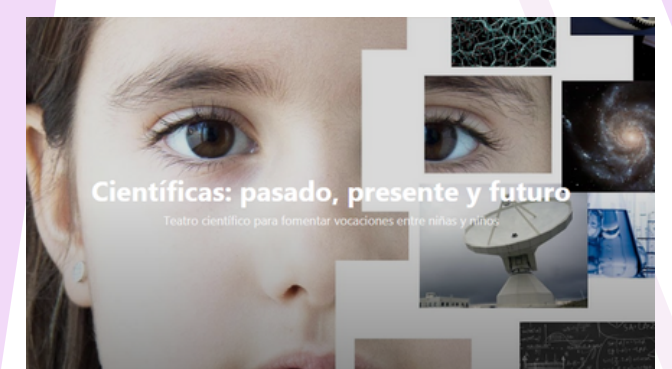 Científicas: pasado, presente y futuro
Teatro científico para fomentar vocaciones entre niñas y niños